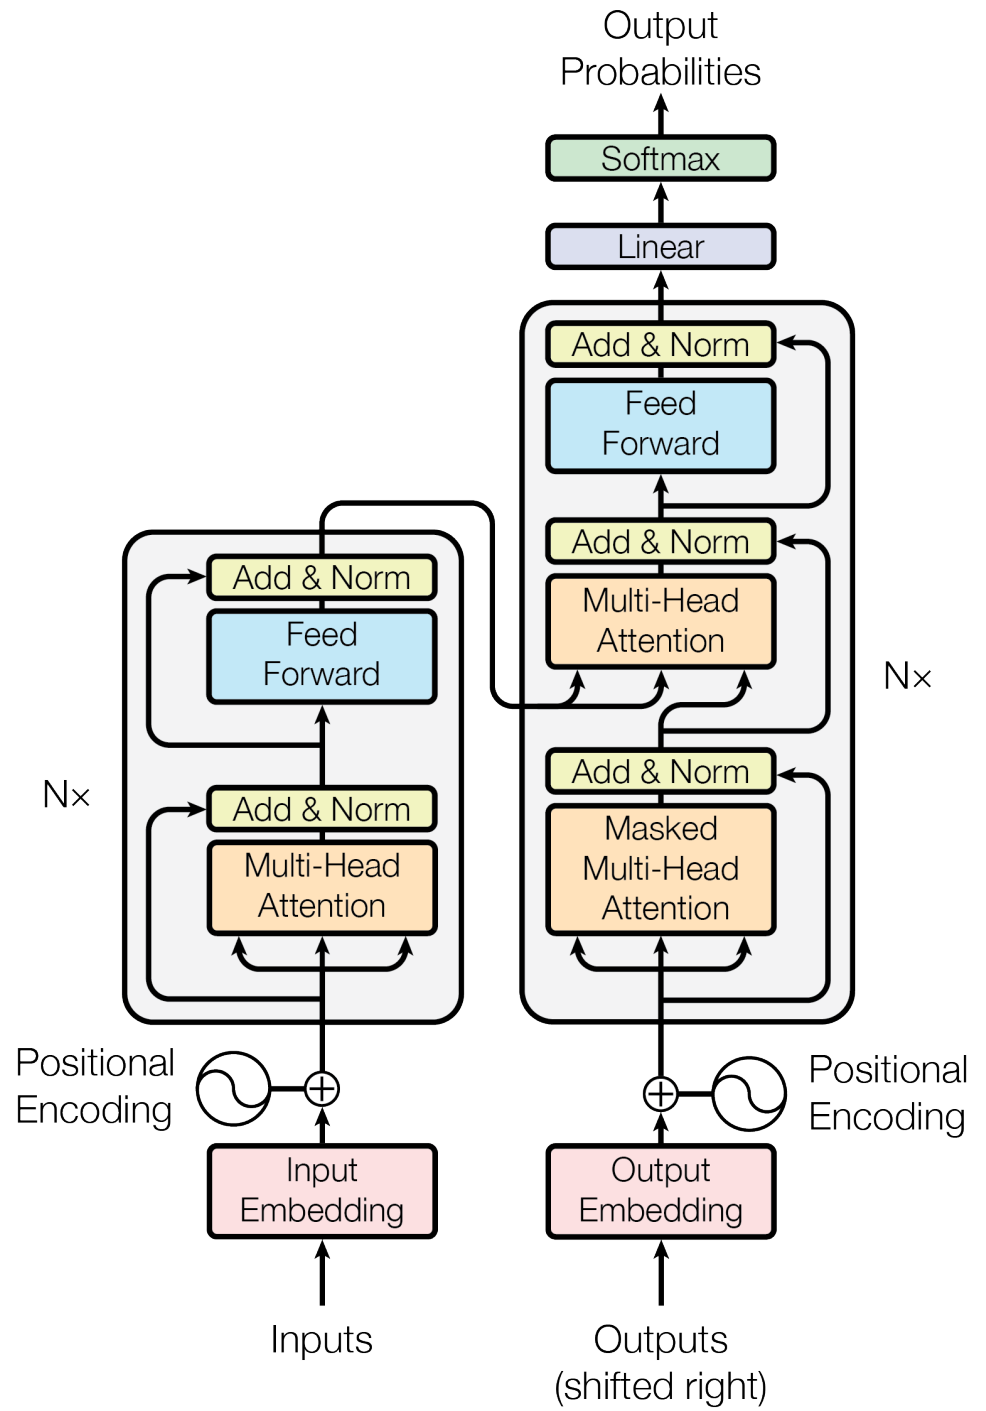 Output
Probabilities
Softmax
Linear
Add & Norm
Feed
Forward
Add & Norm
Multi-Head
Attention
N×
Add & Norm
Masked
Multi-Head
Attention
Add & Norm
Feed
Forward
N×
Add & Norm
Multi-Head
Attention
Positional
Encoding
Positional
Encoding
Input
Embedding
Output
Embedding
Inputs
Outputs
(shifted right)